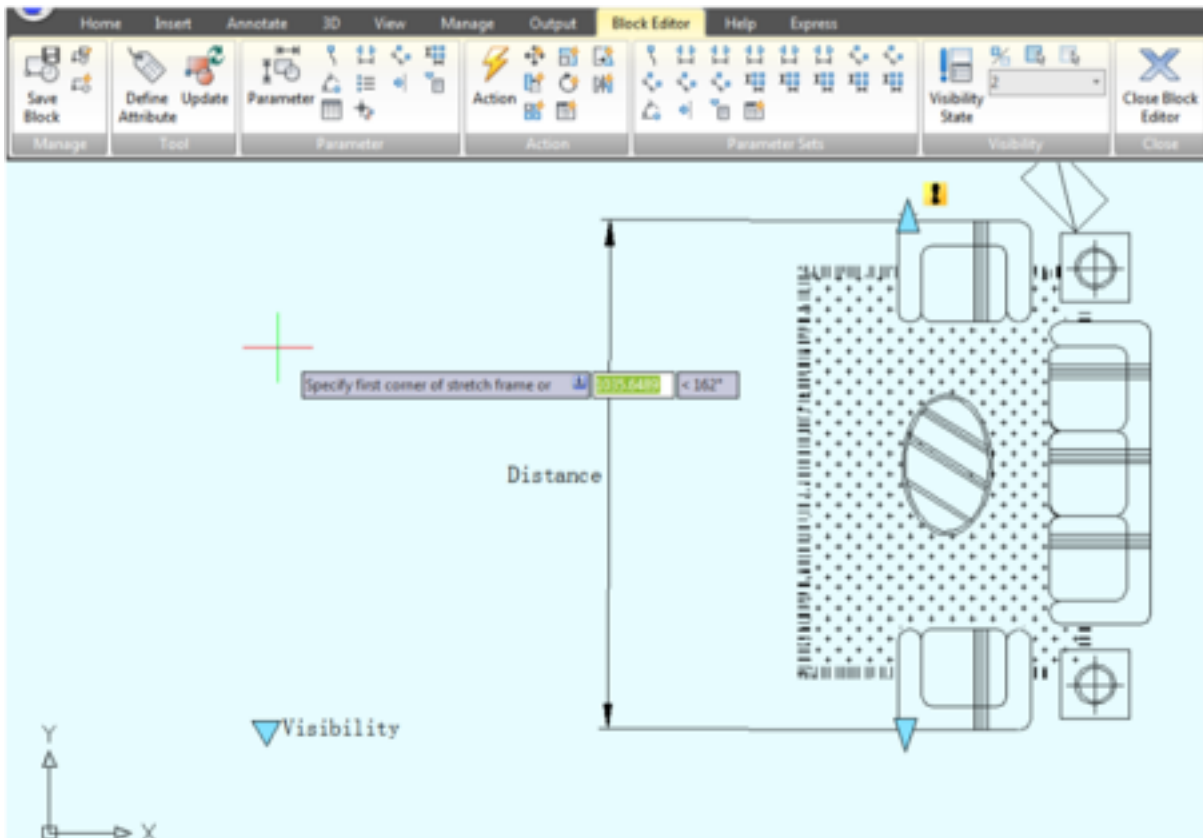 Home Insert Annotate 3D View Manage Output Block Editor Help Express
Save Block
Define Attribute
Update
Parameter
Action
2
Visibility State
Close Block Editor
Manage Tool Parameter Action Parameter Sets Visibility Close
Specify first corner of stretch frame or 1035.6489 < 162°
Distance
Visibility
Y
X